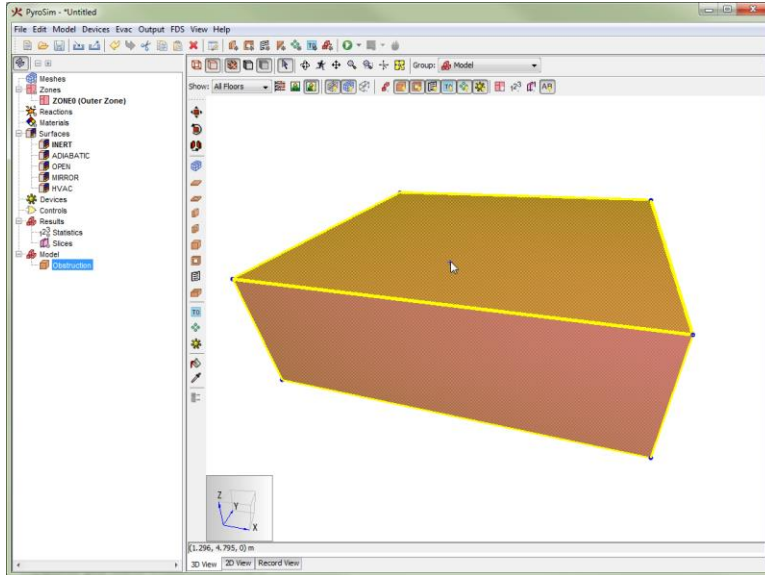 PyroSim - *Untitled
File Edit Model Devices Evac Output FDS View Help
Group: Model
Show: All Floors
Meshes
Zones
ZONE0 (Outer Zone)
Reactions
Materials
Surfaces
INERT
ADIABATIC
OPEN
MIRROR
HVAC
Devices
Controls
Results
Statistics
Slices
Model
Obstruction
Z
Y
X
(1.296, 4.795, 0) m
3D View 2D View Record View